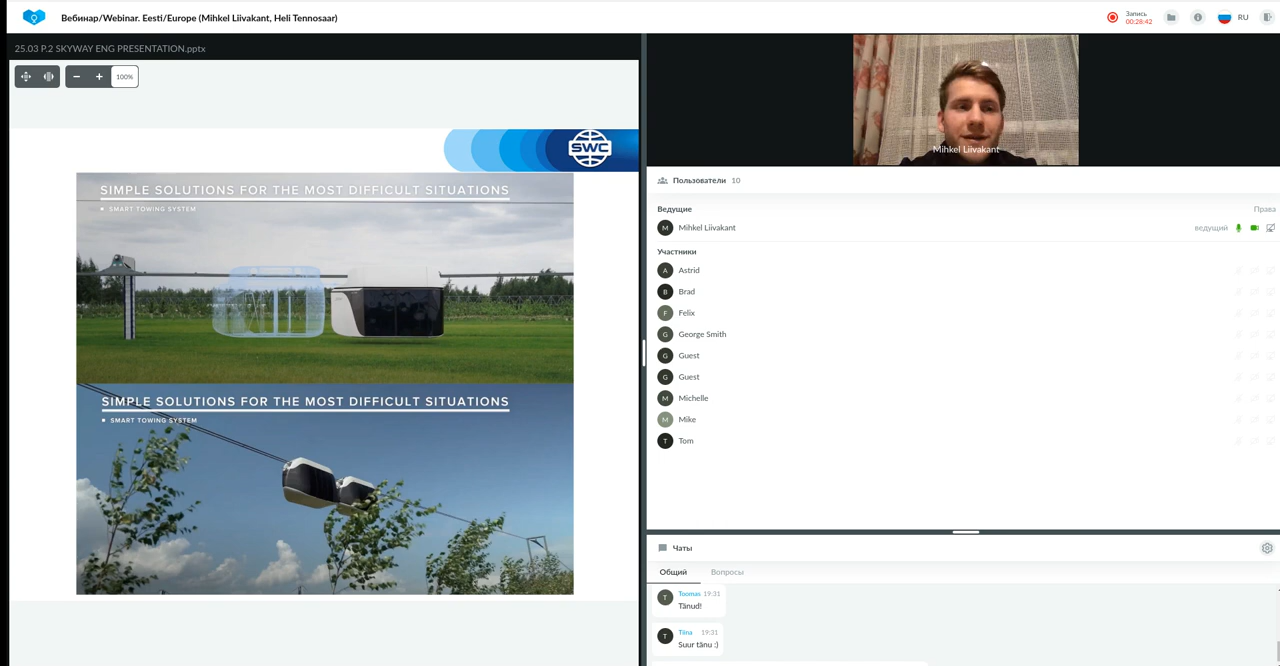 Вебинар/Webinar. Eesti/Europe (Mihkel Liivakant, Heli Tennosaar)
Запись
00:28:42
RU
25.03 P.2 SKYWAY ENG PRESENTATION.pptx
100%
SWC
SIMPLE SOLUTIONS FOR THE MOST DIFFICULT SITUATIONS
SMART TOWING SYSTEM
SIMPLE SOLUTIONS FOR THE MOST DIFFICULT SITUATIONS
SMART TOWING SYSTEM
Mihkel Liivakant
Пользователи 10
Ведущие Права
M Mihkel Liivakant ведущий
Участники
A Astrid
B Brad
F Felix
G George Smith
G Guest
G Guest
M Michelle
M Mike
T Tom
Чаты
Общий Вопросы
T Toomas 19:31
Tänud!
T Tiina 19:31
Suur tänu :)